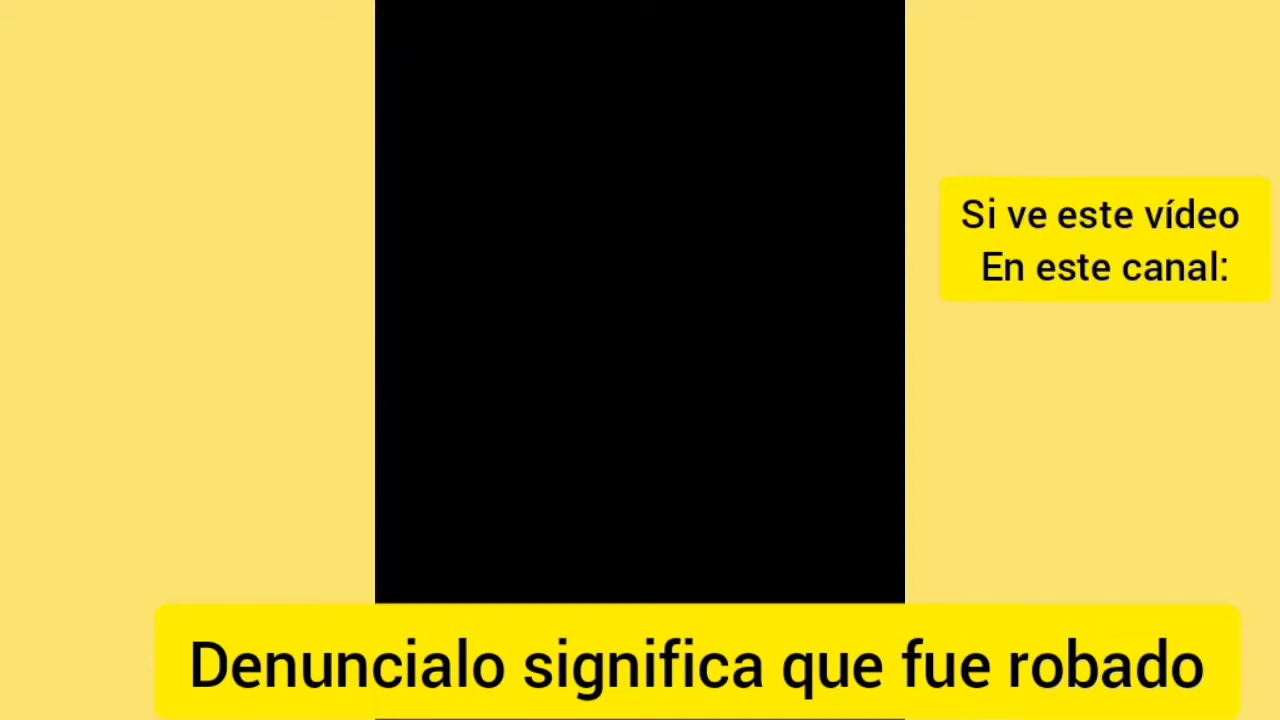 Si ve este vídeo
En este canal:
Denuncialo significa que fue robado